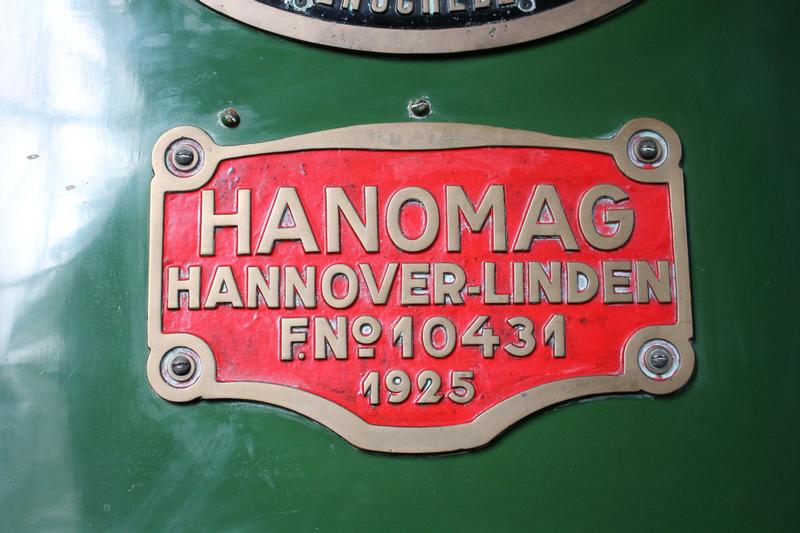 HANOMAG
HANNOVER-LINDEN
F.Nº 10431
1925